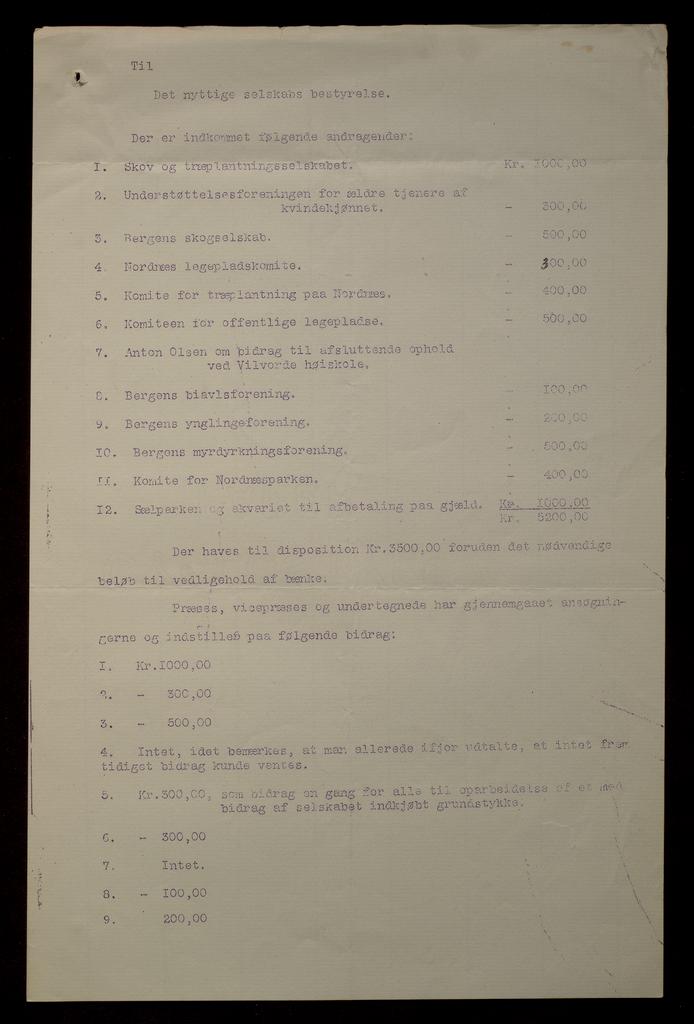 Til
Det nyttige selskabs bestyrelse.
Der er indkommet følgende andragender:
I. Skov og træplantningsselskabet. Kr. I000,00
2. Understøttelsesforeningen for ældre tjenere af
kvindekjønnet. - 300,00
3. Bergens skogselskab. - 500,00
4. Nordnæs legepladskomite. - 300,00
5. Komite for træplantning paa Nordnæs. - 400,00
6. Komiteen for offentlige legepladse. - 500,00
7. Anton Olsen om bidrag til afsluttende ophold
ved Vilvorde høiskole.
8. Bergens biavlsforening. - I00,00
9. Bergens ynglingeforening. - 200,00
I0. Bergens myrdyrkningsforening. - 500,00
II. Komite for Nordnæsparken. - 400,00
I2. Sælparken og akvariet til afbetaling paa gjæld. Kr. I000,00
Kr. 5200,00
Der haves til disposition Kr.3500,00 foruden det nødvendige
beløb til vedligehold af bænke.
Præses, vicepræses og undertegnede har gjennemgaaet ansøgnin-
gerne og indstilles paa følgende bidrag:
I. Kr.I000,00
2. - 300,00
3. - 500,00
4. Intet, idet bemærkes, at man allerede ifjor udtalte, at intet frem
tidigst bidrag kunde ventes.
5. Kr.300,00, som bidrag en gang for alle til oparbeidelse af et med
bidrag af selskabet indkjøbt grundstykke.
6. - 300,00
7. Intet.
8. - I00,00
9. 200,00